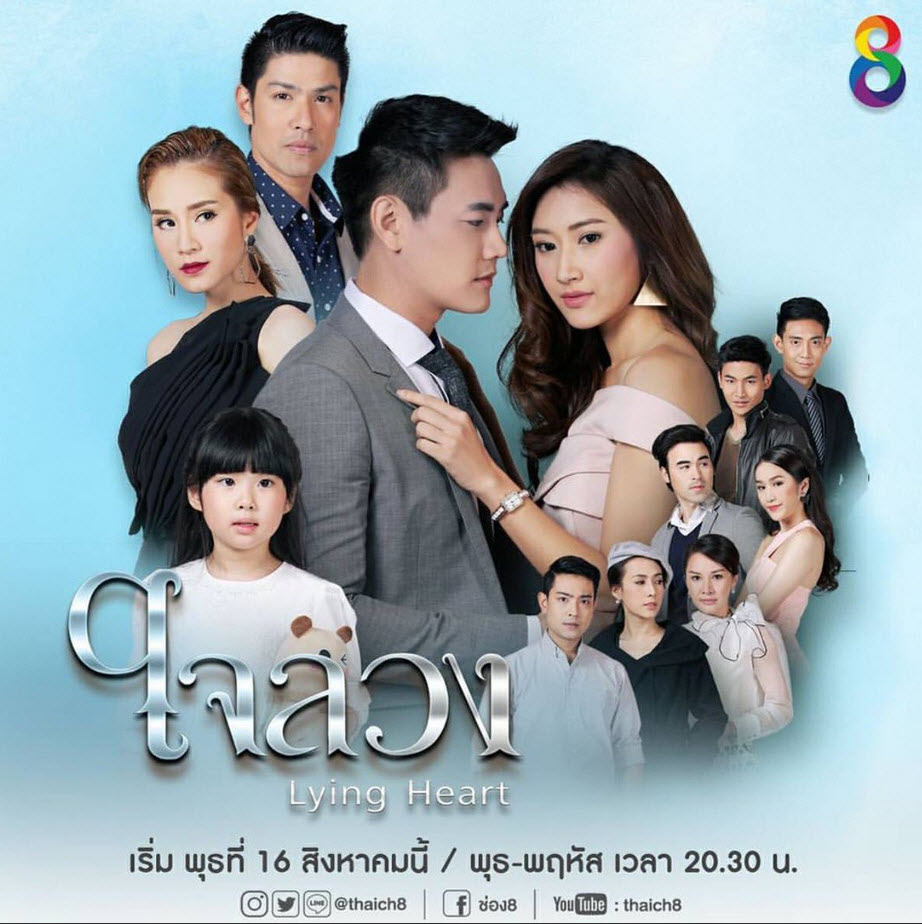 8
ใจลวง
Lying Heart
เริ่ม พุธที่ 16 สิงหาคมนี้ / พุธ-พฤหัส เวลา 20.30 น.
LINE @thaich8 | f ช่อง8 | YouTube : thaich8